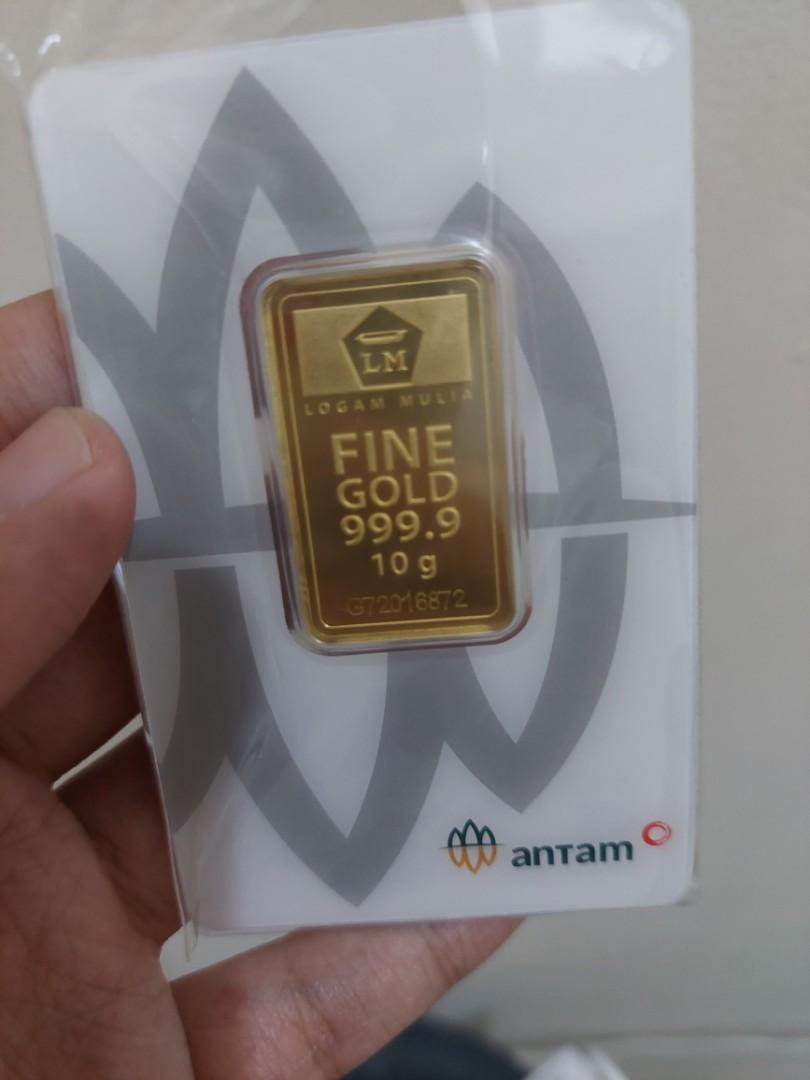 LM
LOGAM MULIA
FINE
GOLD
999.9
10 g
G72016872
antam